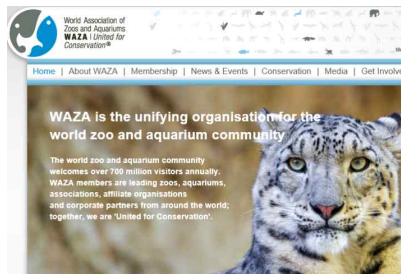 World Association of
Zoos and Aquariums
WAZA | United for
Conservation®
Home | About WAZA | Membership | News & Events | Conservation | Media | Get Involve
WAZA is the unifying organisation for the
world zoo and aquarium community
The world zoo and aquarium community
welcomes over 700 million visitors annually.
WAZA members are leading zoos, aquariums,
associations, affiliate organisations
and corporate partners from around the world;
together, we are 'United for Conservation'.